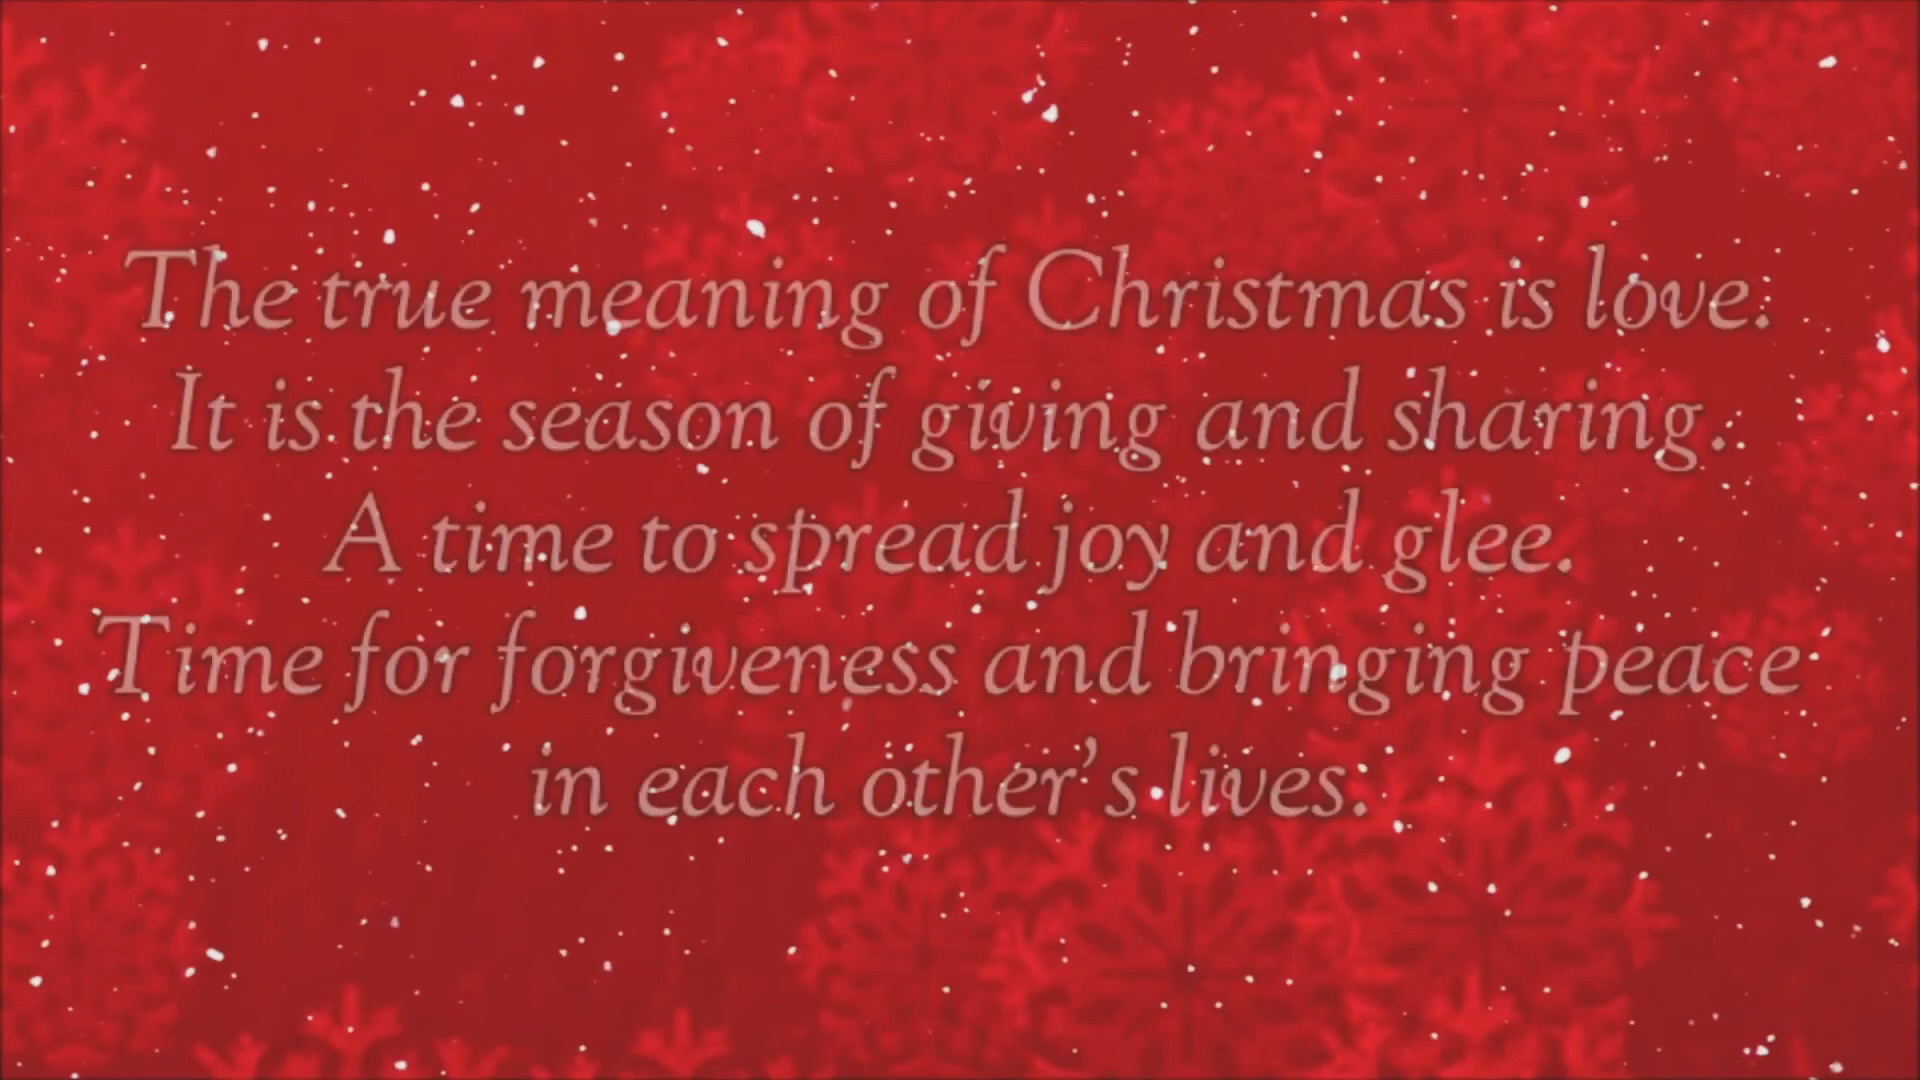 The true meaning of Christmas is love.
It is the season of giving and sharing.
A time to spread joy and glee.
Time for forgiveness and bringing peace
in each other’s lives.